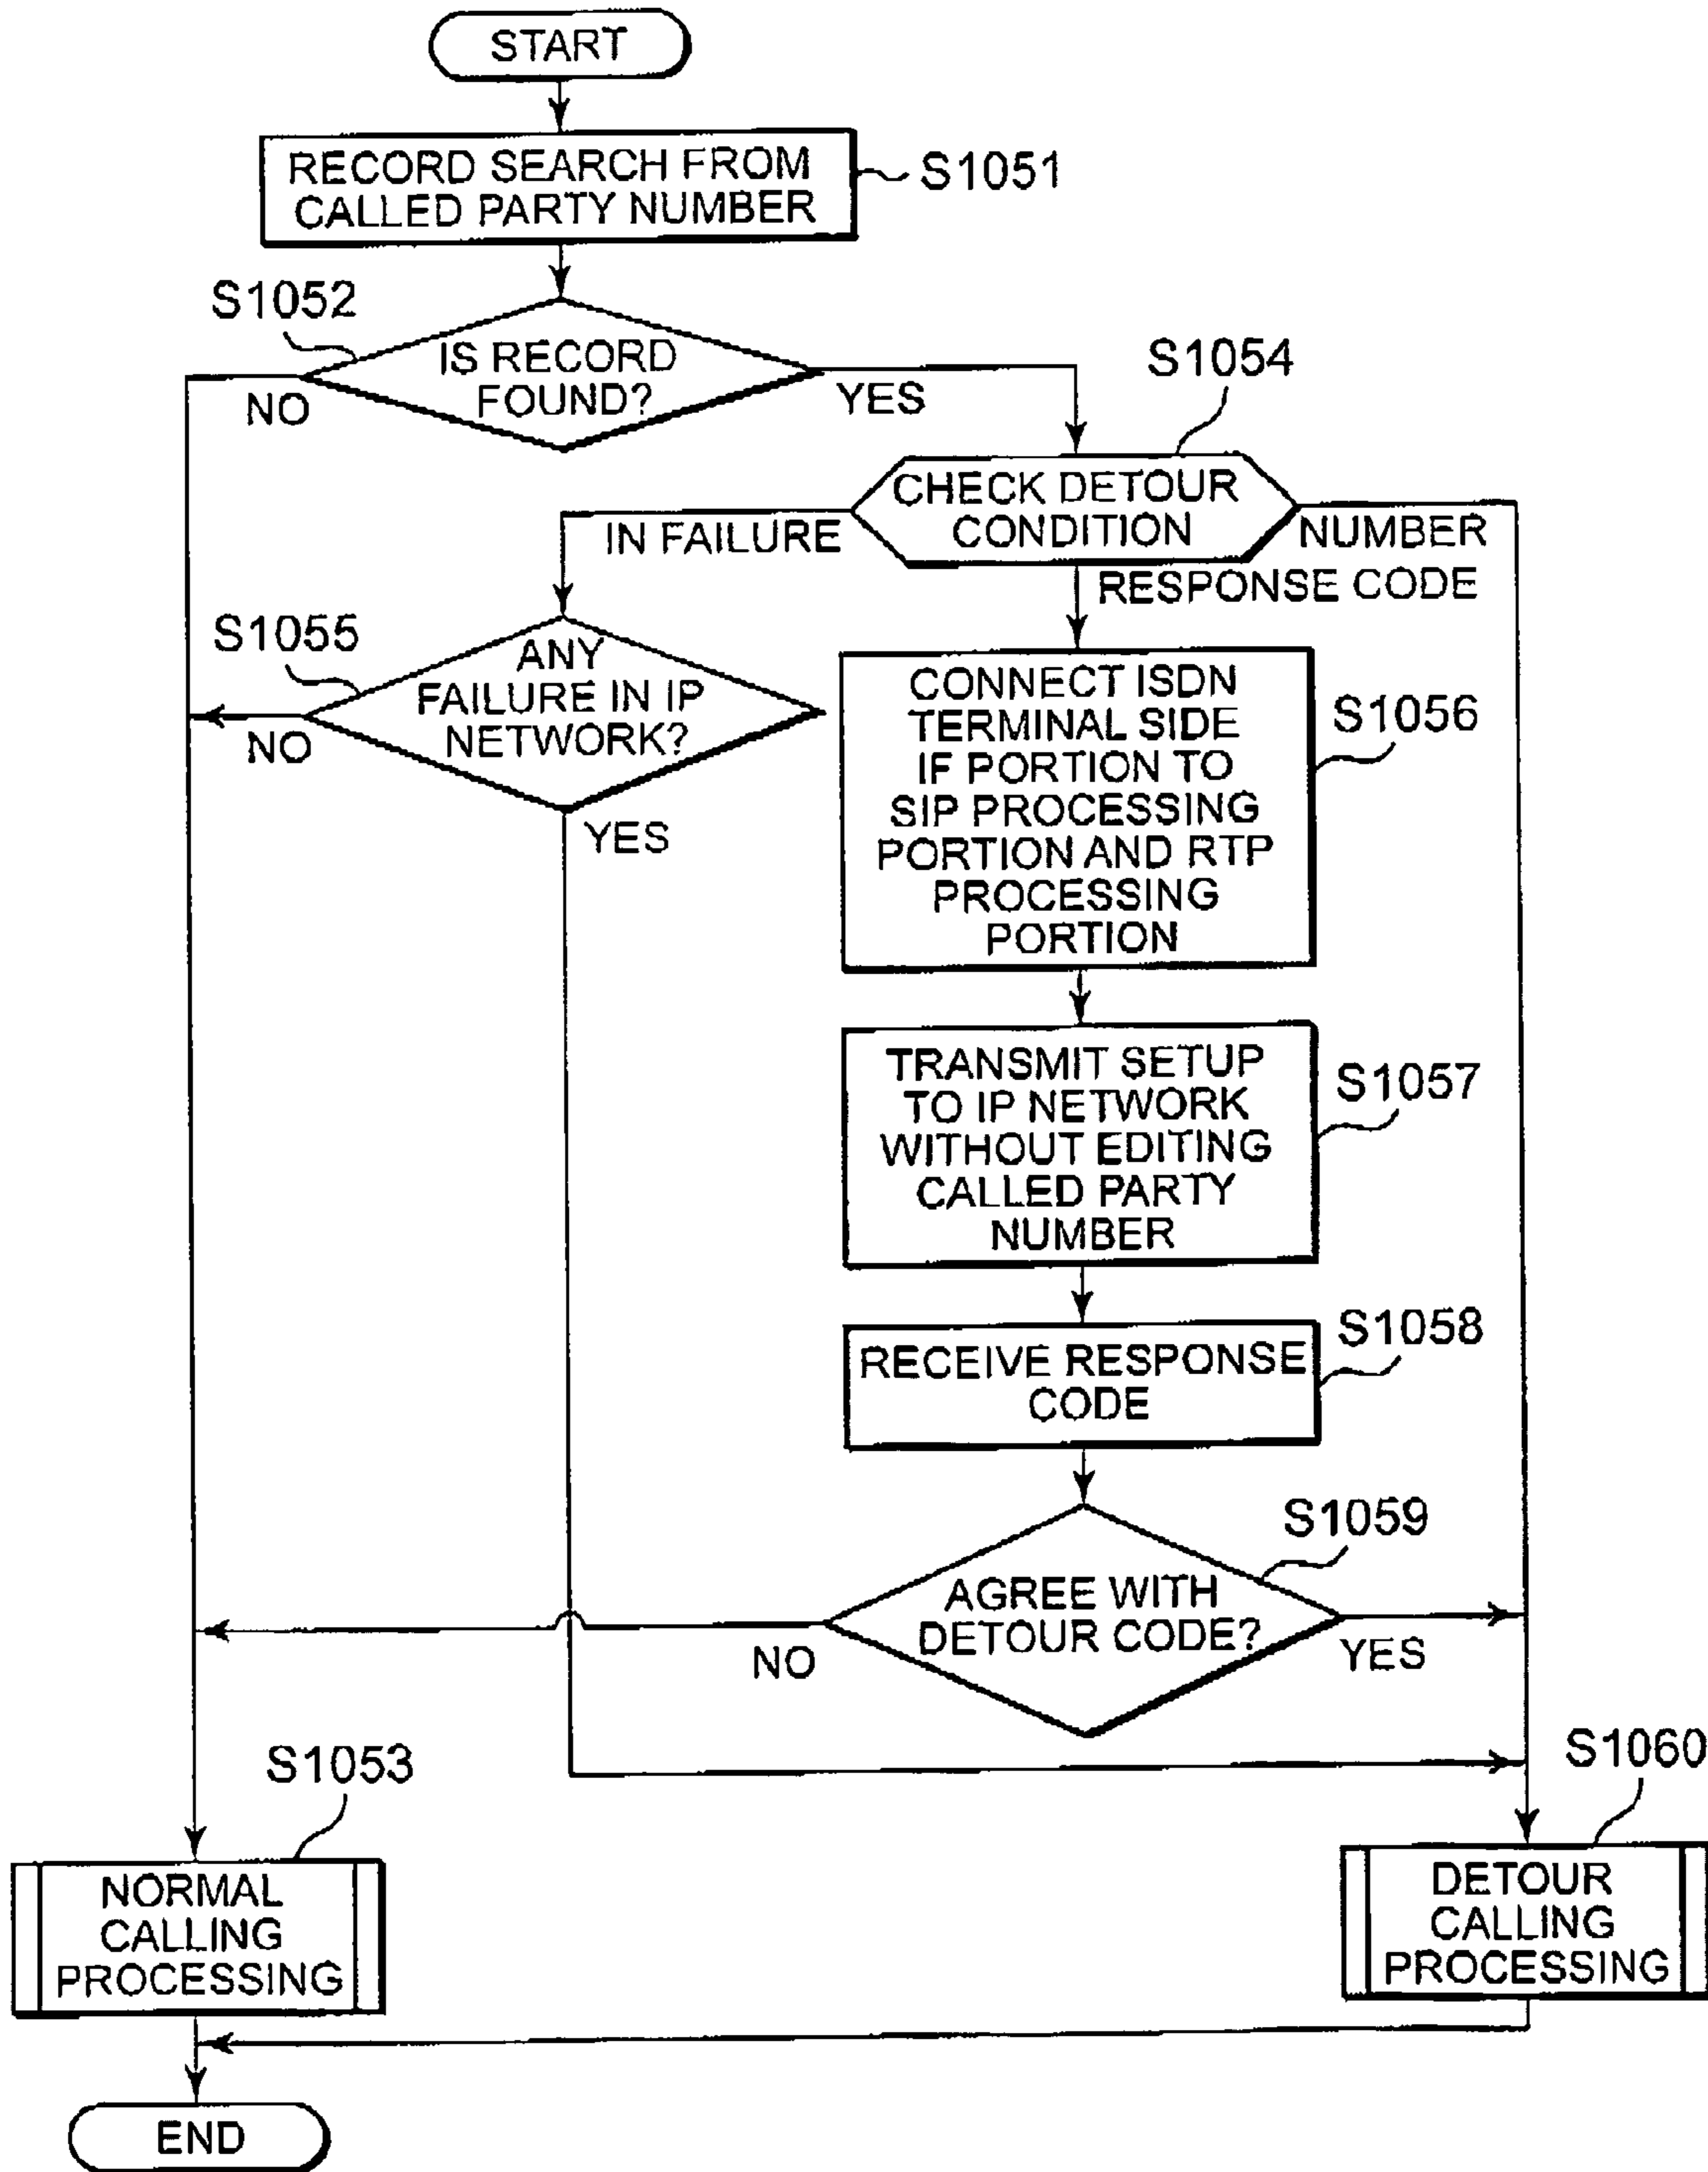 START
RECORD SEARCH FROM
CALLED PARTY NUMBER
S1051
S1052
IS RECORD
FOUND?
NO
YES
S1054
CHECK DETOUR
CONDITION
IN FAILURE
NUMBER
RESPONSE CODE
S1055
ANY
FAILURE IN IP
NETWORK?
NO
YES
CONNECT ISDN
TERMINAL SIDE
IF PORTION TO
SIP PROCESSING
PORTION AND RTP
PROCESSING
PORTION
S1056
TRANSMIT SETUP
TO IP NETWORK
WITHOUT EDITING
CALLED PARTY
NUMBER
S1057
RECEIVE RESPONSE
CODE
S1058
S1059
AGREE WITH
DETOUR CODE?
NO
YES
S1053
NORMAL
CALLING
PROCESSING
S1060
DETOUR
CALLING
PROCESSING
END